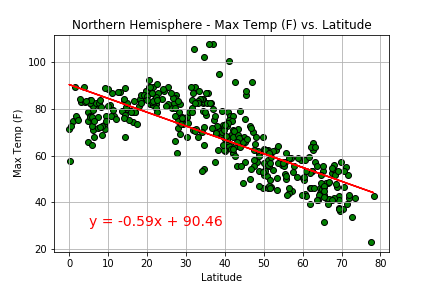 Northern Hemisphere - Max Temp (F) vs. Latitude
Max Temp (F)
100
80
60
40
20
y = -0.59x + 90.46
0 10 20 30 40 50 60 70 80
Latitude